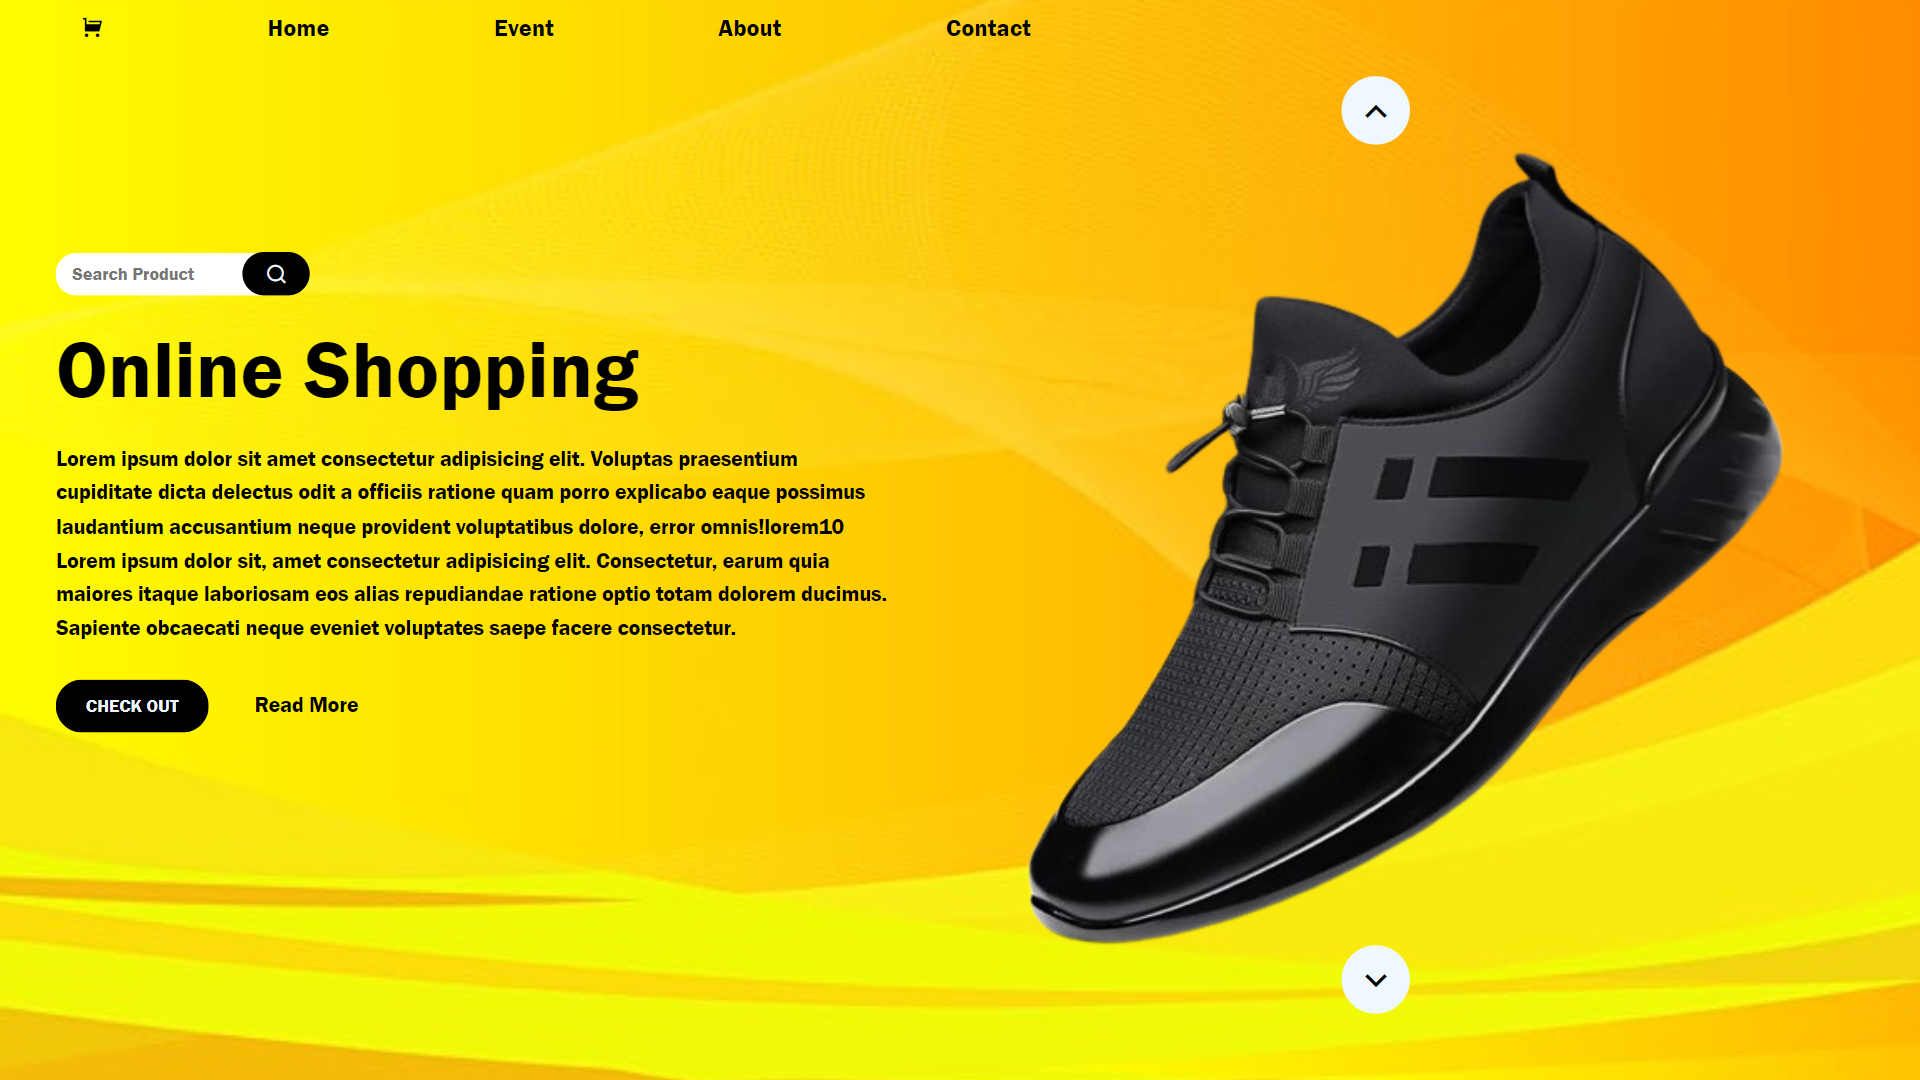 Home Event About Contact
Search Product
Online Shopping
Lorem ipsum dolor sit amet consectetur adipisicing elit. Voluptas praesentium
cupiditate dicta delectus odit a officiis ratione quam porro explicabo eaque possimus
laudantium accusantium neque provident voluptatibus dolore, error omnis!lorem10
Lorem ipsum dolor sit, amet consectetur adipisicing elit. Consectetur, earum quia
maiores itaque laboriosam eos alias repudiandae ratione optio totam dolorem ducimus.
Sapiente obcaecati neque eveniet voluptates saepe facere consectetur.
CHECK OUT Read More